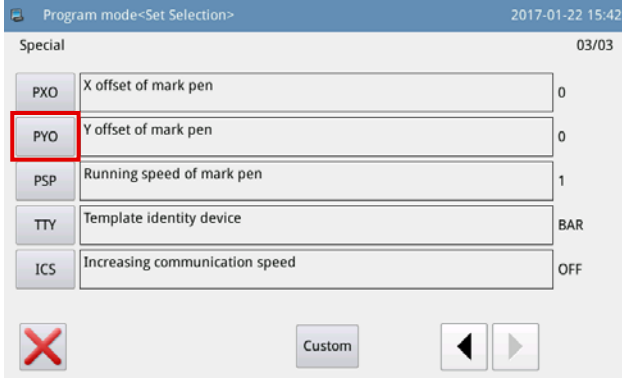 Program mode<Set Selection> 2017-01-22 15:42
Special 03/03
PXO X offset of mark pen 0
PYO Y offset of mark pen 0
PSP Running speed of mark pen 1
TTY Template identity device BAR
ICS Increasing communication speed OFF
Custom